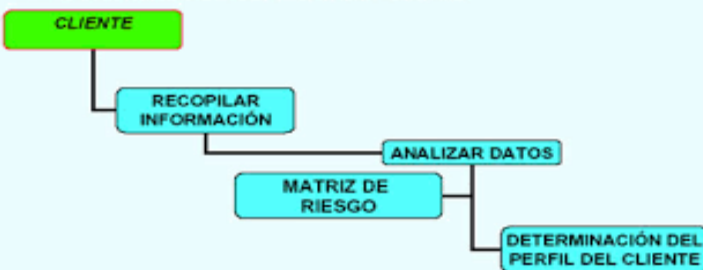 CLIENTE
RECOPILAR
INFORMACIÓN
ANALIZAR DATOS
MATRIZ DE
RIESGO
DETERMINACIÓN DEL
PERFIL DEL CLIENTE